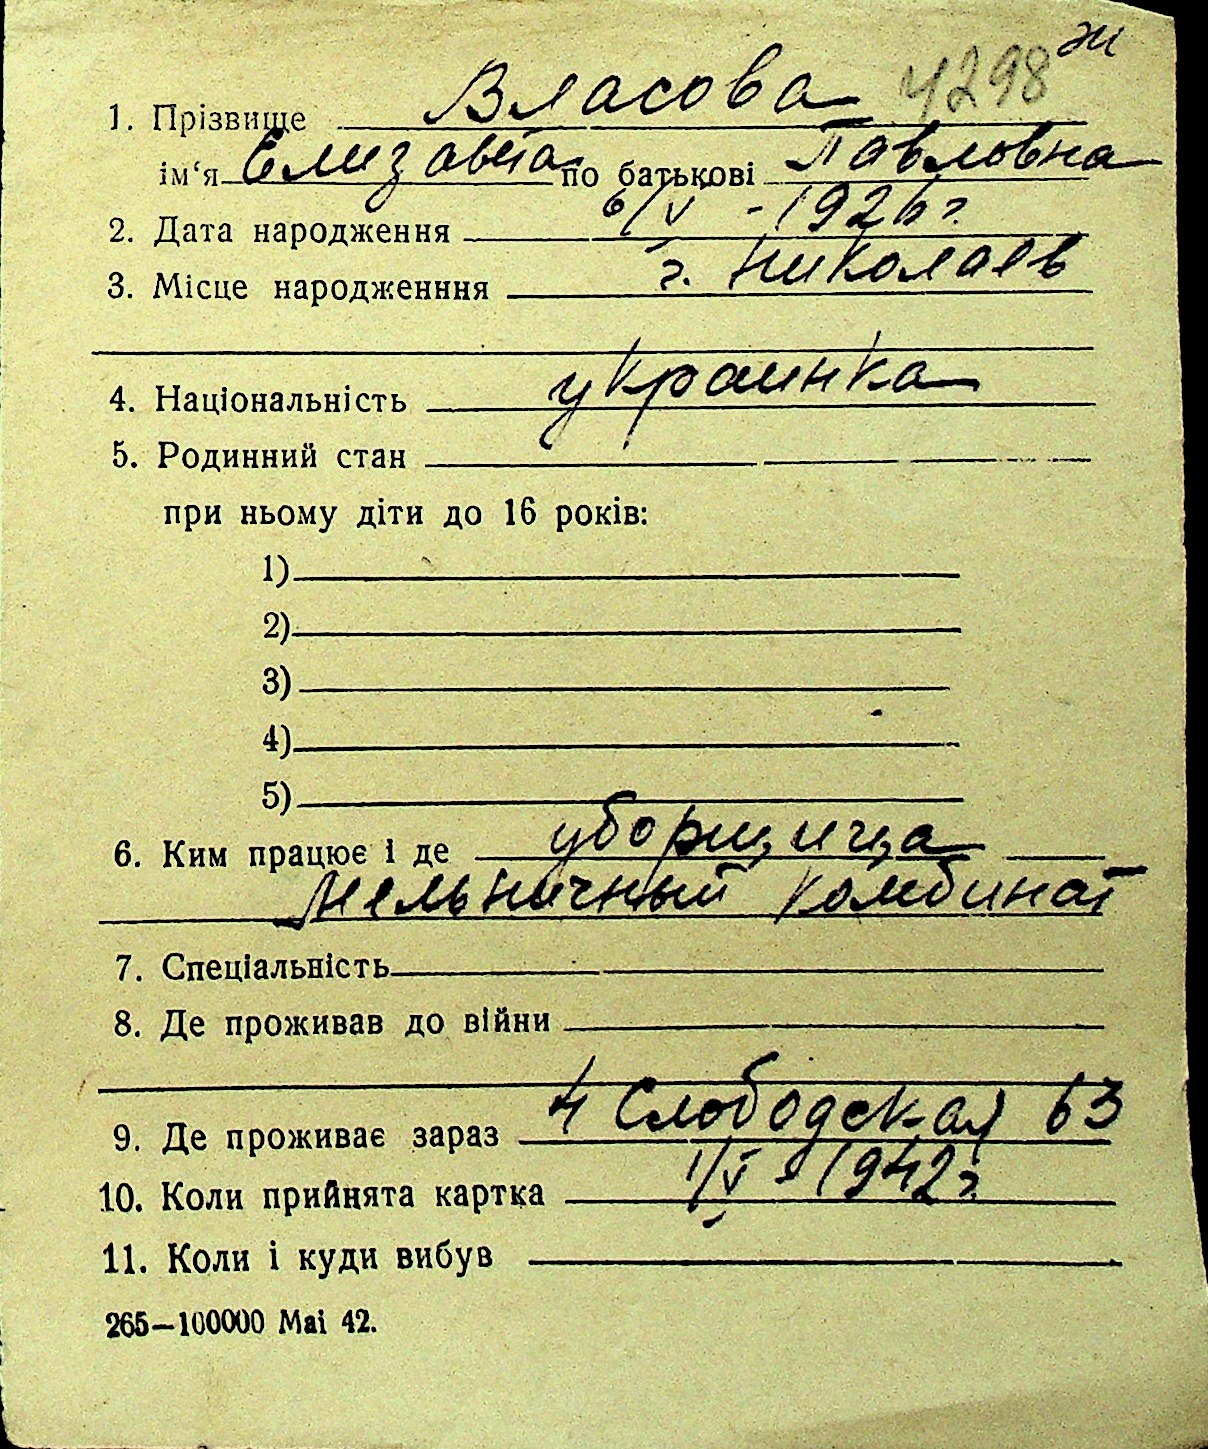 жи
4298
1. Прізвище Власова
ім‘я Елизавета по батькові Павловна
2. Дата народження 6/V - 1926 г.
3. Місце народженння г. Николаев
4. Національність украинка
5. Родинний стан
при ньому діти до 16 років:
1)
2)
3)
4)
5)
6. Ким працює і де уборщица
Мельничный комбинат
7. Спеціальність
8. Де проживав до війни
9. Де проживає зараз 4 Слободская 63
10. Коли прийнята картка 1/V - 1942 г.
11. Коли і куди вибув
265—100000 Mai 42.